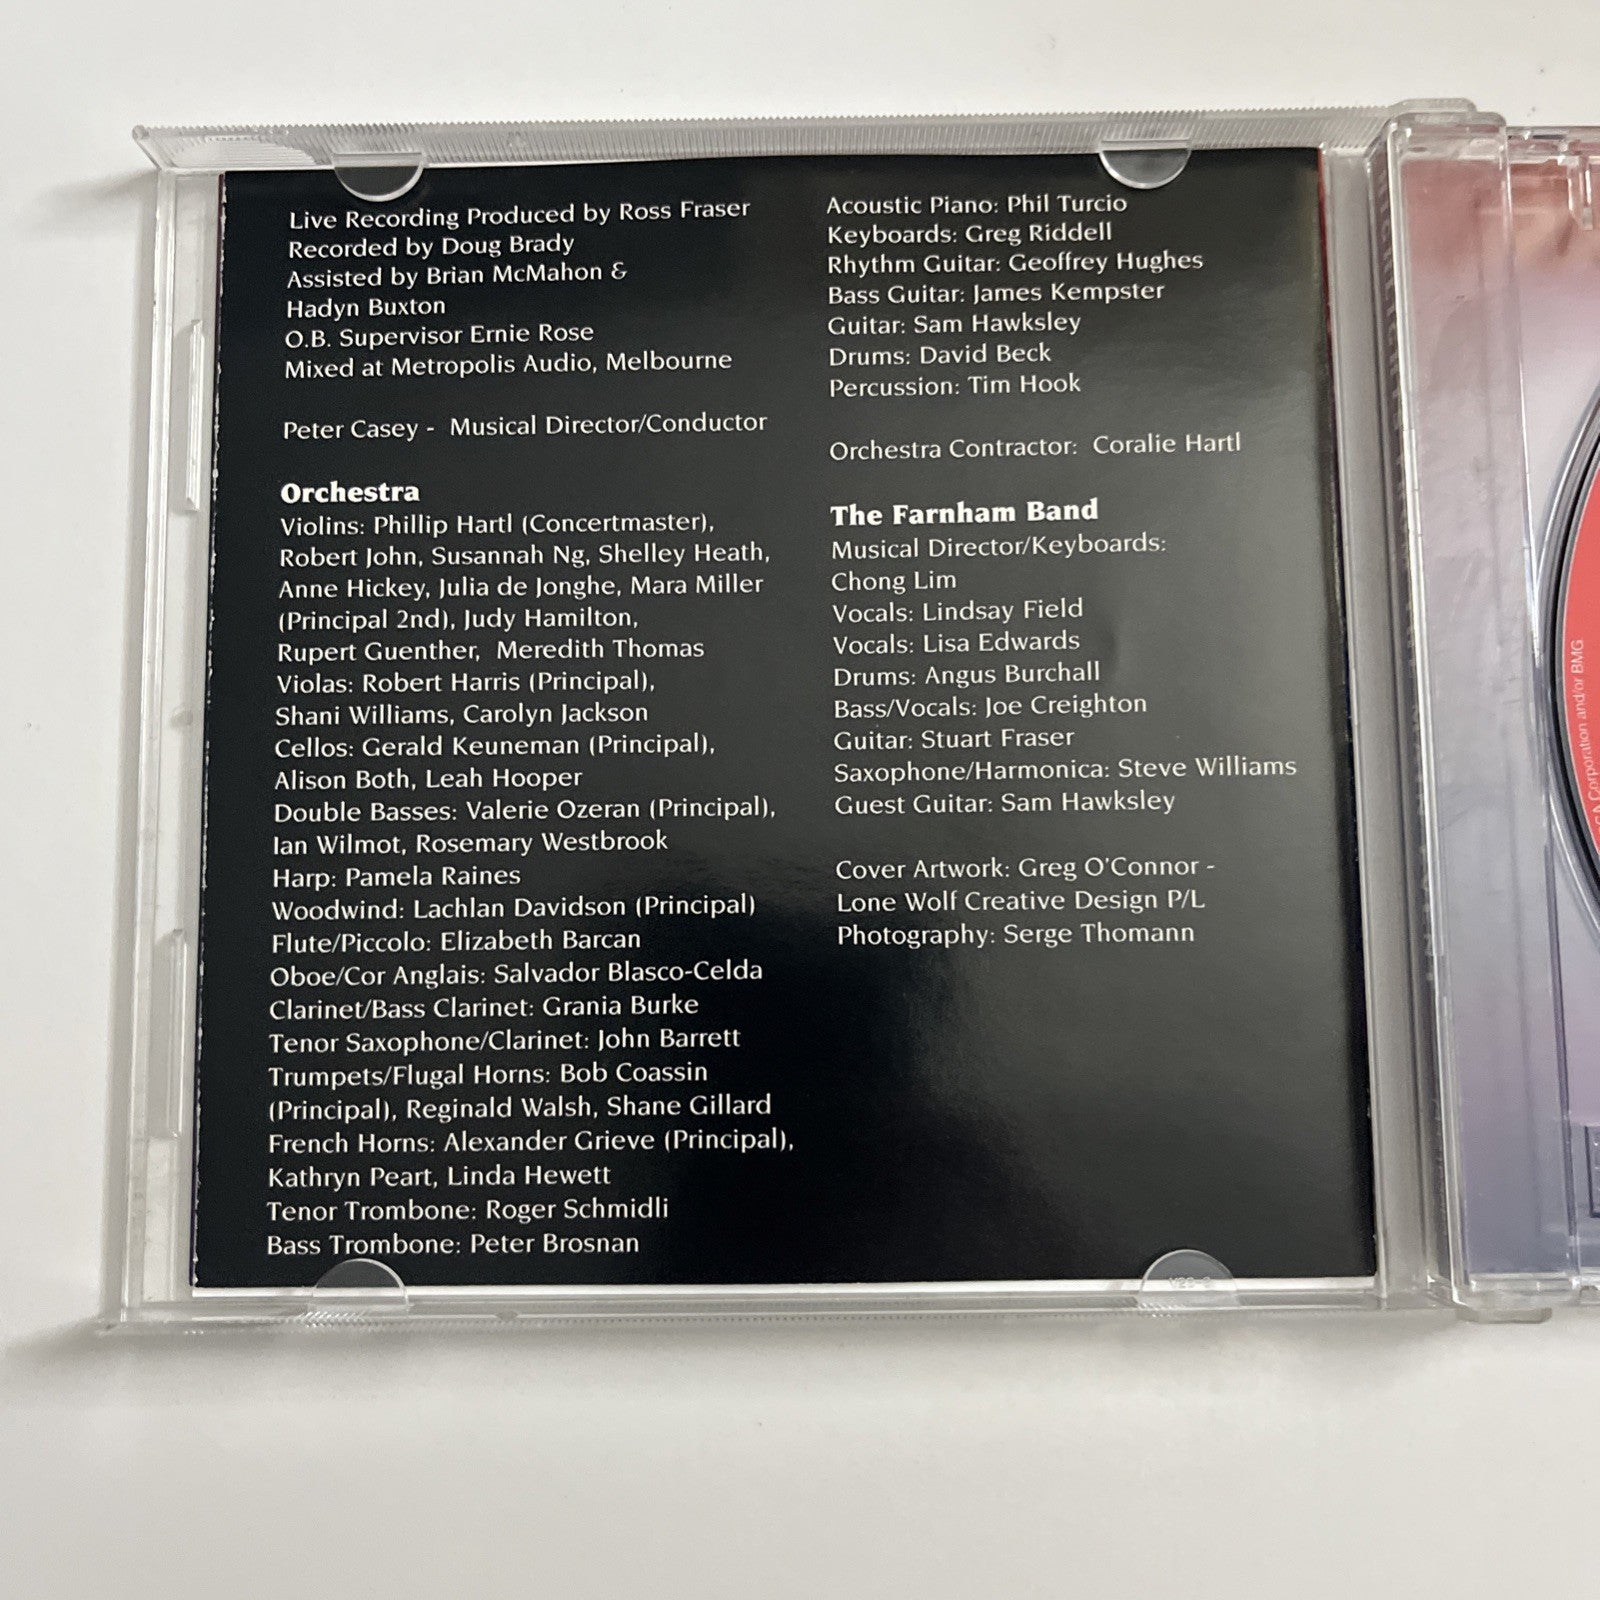 Live Recording Produced by Ross Fraser
Recorded by Doug Brady
Assisted by Brian McMahon &
Hadyn Buxton
O.B. Supervisor Ernie Rose
Mixed at Metropolis Audio, Melbourne
Peter Casey - Musical Director/Conductor
Orchestra
Violins: Phillip Hartl (Concertmaster),
Robert John, Susannah Ng, Shelley Heath,
Anne Hickey, Julia de Jonghe, Mara Miller
(Principal 2nd), Judy Hamilton,
Rupert Guenther, Meredith Thomas
Violas: Robert Harris (Principal),
Shani Williams, Carolyn Jackson
Cellos: Gerald Keuneman (Principal),
Alison Both, Leah Hooper
Double Basses: Valerie Ozeran (Principal),
Ian Wilmot, Rosemary Westbrook
Harp: Pamela Raines
Woodwind: Lachlan Davidson (Principal)
Flute/Piccolo: Elizabeth Barcan
Oboe/Cor Anglais: Salvador Blasco-Celda
Clarinet/Bass Clarinet: Grania Burke
Tenor Saxophone/Clarinet: John Barrett
Trumpets/Flugal Horns: Bob Coassin
(Principal), Reginald Walsh, Shane Gillard
French Horns: Alexander Grieve (Principal),
Kathryn Peart, Linda Hewett
Tenor Trombone: Roger Schmidli
Bass Trombone: Peter Brosnan
Acoustic Piano: Phil Turcio
Keyboards: Greg Riddell
Rhythm Guitar: Geoffrey Hughes
Bass Guitar: James Kempster
Guitar: Sam Hawksley
Drums: David Beck
Percussion: Tim Hook
Orchestra Contractor: Coralie Hartl
The Farnham Band
Musical Director/Keyboards:
Chong Lim
Vocals: Lindsay Field
Vocals: Lisa Edwards
Drums: Angus Burchall
Bass/Vocals: Joe Creighton
Guitar: Stuart Fraser
Saxophone/Harmonica: Steve Williams
Guest Guitar: Sam Hawksley
Cover Artwork: Greg O'Connor -
Lone Wolf Creative Design P/L
Photography: Serge Thomann
Corporation and/or BMG